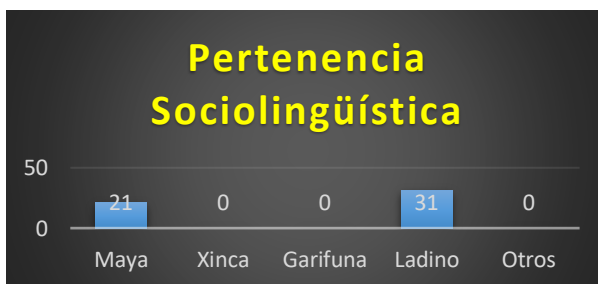 Pertenencia
Sociolingüística
50
21 0 0 31 0
0
Maya Xinca Garifuna Ladino Otros